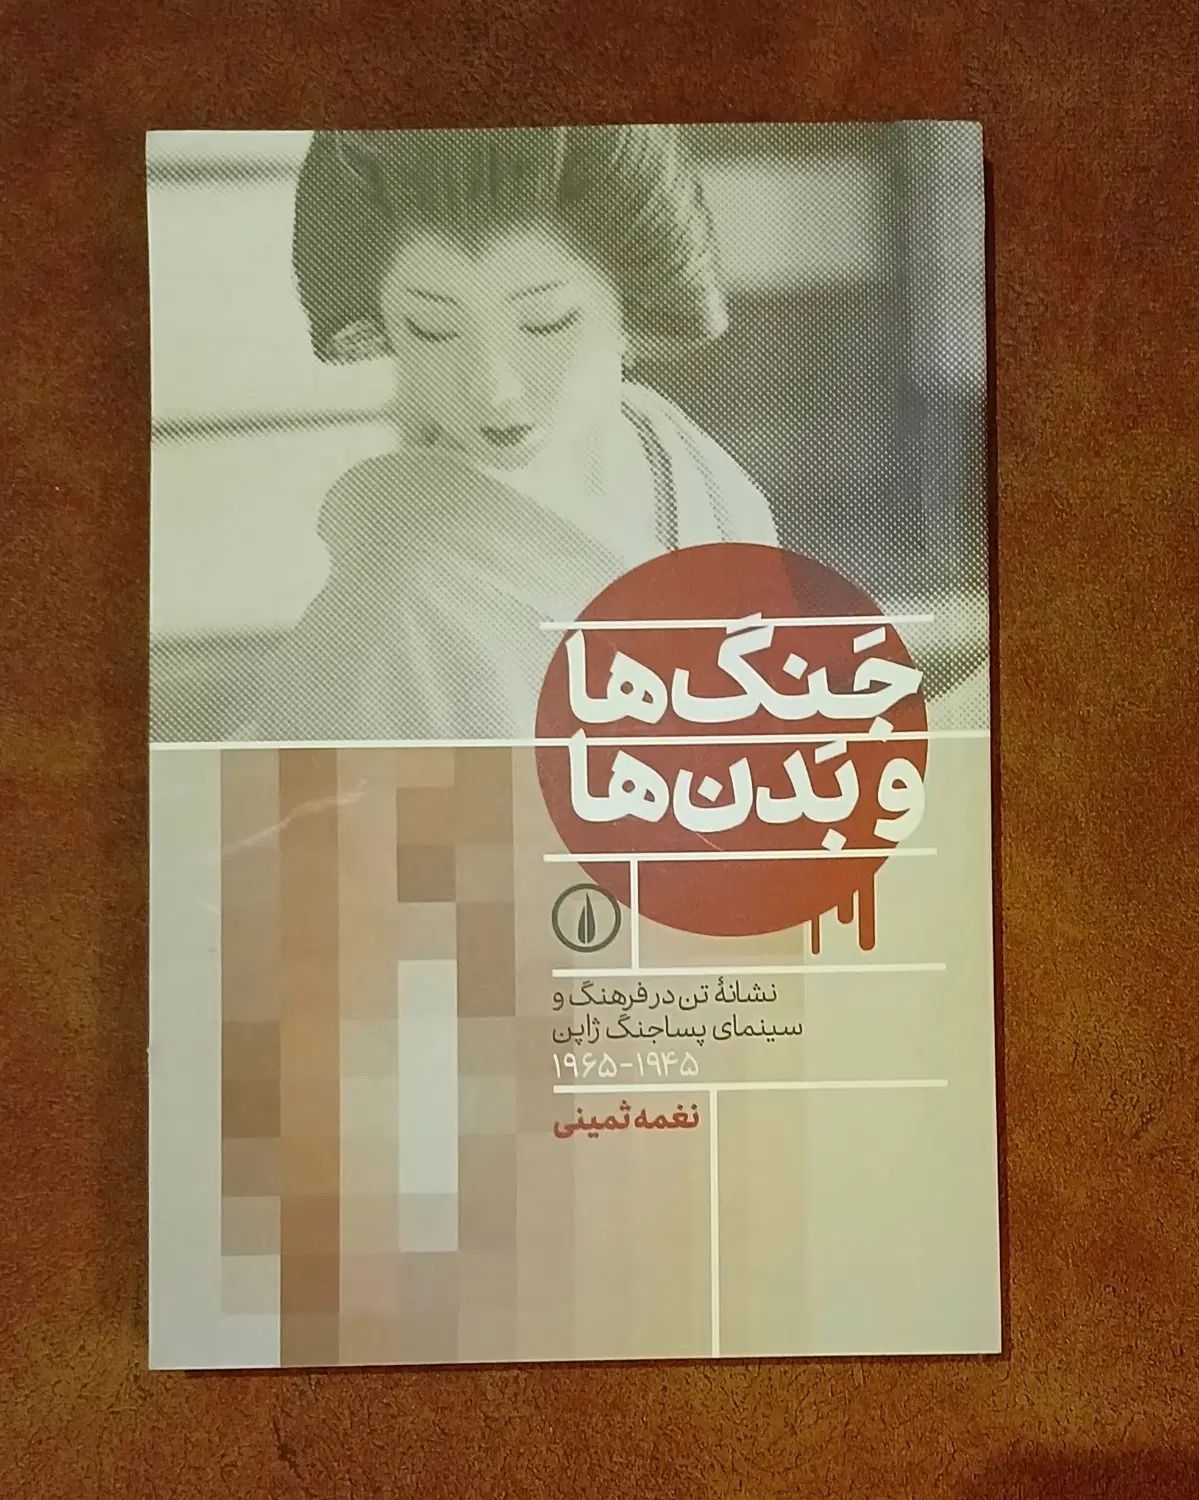 جَنگ‌ها
و بَدن‌ها
نشانهٔ تن در فرهنگ و
سینمای پساجنگ ژاپن
۱۹۴۵-۱۹۶۵
نغمه ثمینی